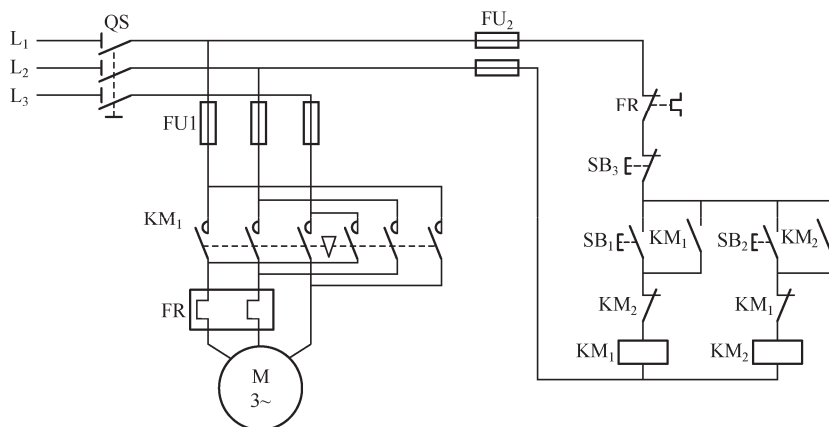 QS
FU₂
L₁
L₂
L₃
FU1
FR
SB₃
KM₁
SB₁
KM₁
SB₂
KM₂
FR
KM₂
KM₁
KM₁
KM₂
M
3~